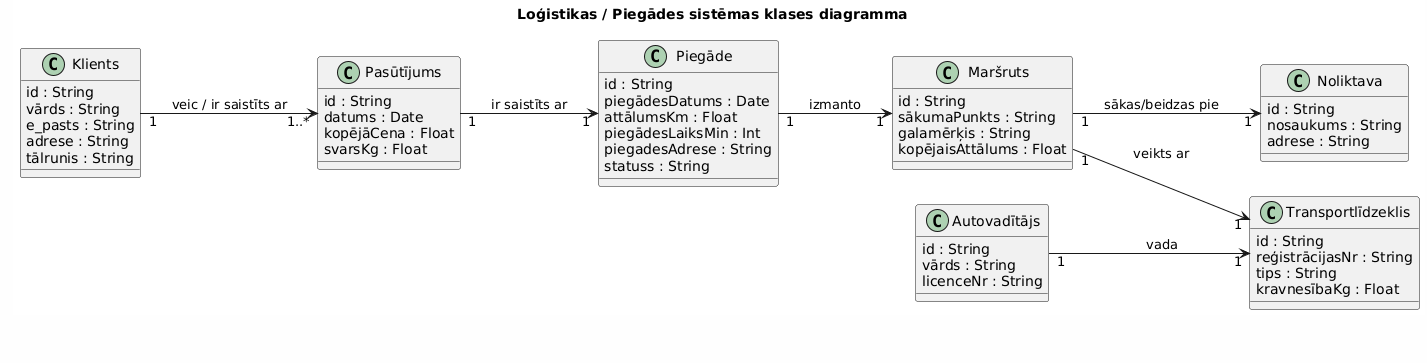 Loģistikas / Piegādes sistēmas klases diagramma
C Klients
id : String
vārds : String
e_pasts : String
adrese : String
tālrunis : String
veic / ir saistīts ar
1
1..*
C Pasūtījums
id : String
datums : Date
kopējāCena : Float
svarsKg : Float
ir saistīts ar
1
1
C Piegāde
id : String
piegādesDatums : Date
attālumsKm : Float
piegādesLaiksMin : Int
piegadesAdrese : String
statuss : String
izmanto
1
1
C Maršruts
id : String
sākumaPunkts : String
galamērķis : String
kopējaisAttālums : Float
sākas/beidzas pie
1
1
C Noliktava
id : String
nosaukums : String
adrese : String
veikts ar
1
1
C Autovadītājs
id : String
vārds : String
licenceNr : String
vada
1
1
C Transportlīdzeklis
id : String
reģistrācijasNr : String
tips : String
kravnesībaKg : Float